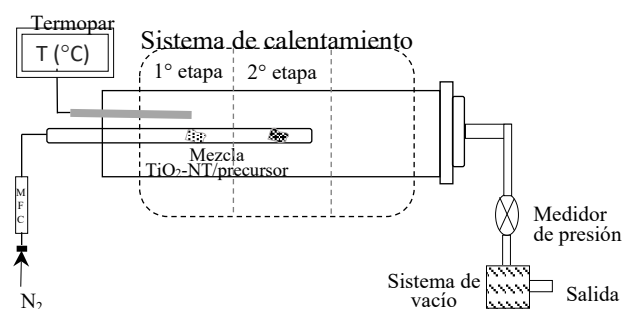 Termopar
T (°C)
Sistema de calentamiento
1° etapa
2° etapa
Mezcla
TiO₂-NT/precursor
MFC
N₂
Medidor
de presión
Sistema de
vacío
Salida